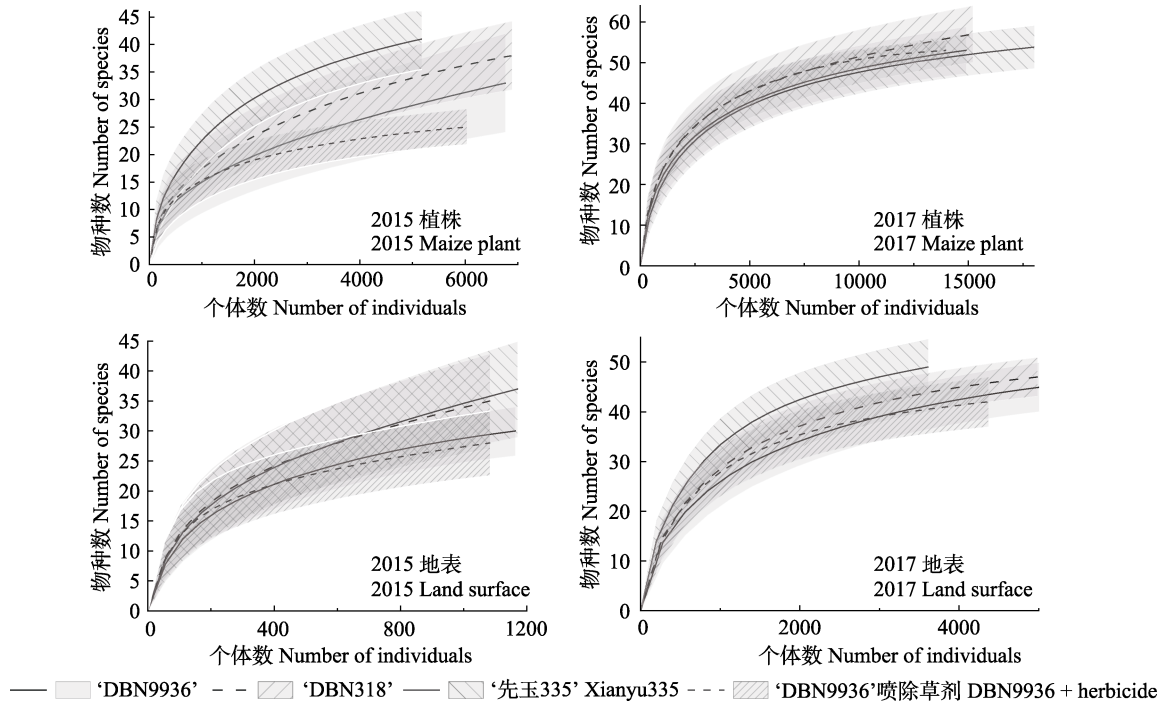 物种数 Number of species
45
40
35
30
25
20
15
10
5
0
0 2000 4000 6000
2015 植株
2015 Maize plant
个体数 Number of individuals
物种数 Number of species
60
50
40
30
20
10
0
0 5000 10000 15000
2017 植株
2017 Maize plant
个体数 Number of individuals
物种数 Number of species
45
40
35
30
25
20
15
10
5
0
0 400 800 1200
2015 地表
2015 Land surface
个体数 Number of individuals
物种数 Number of species
50
40
30
20
10
0
0 2000 4000
2017 地表
2017 Land surface
个体数 Number of individuals
‘DBN9936’ ‘DBN318’ ‘先玉335’ Xianyu335 ‘DBN9936’喷除草剂 DBN9936 + herbicide